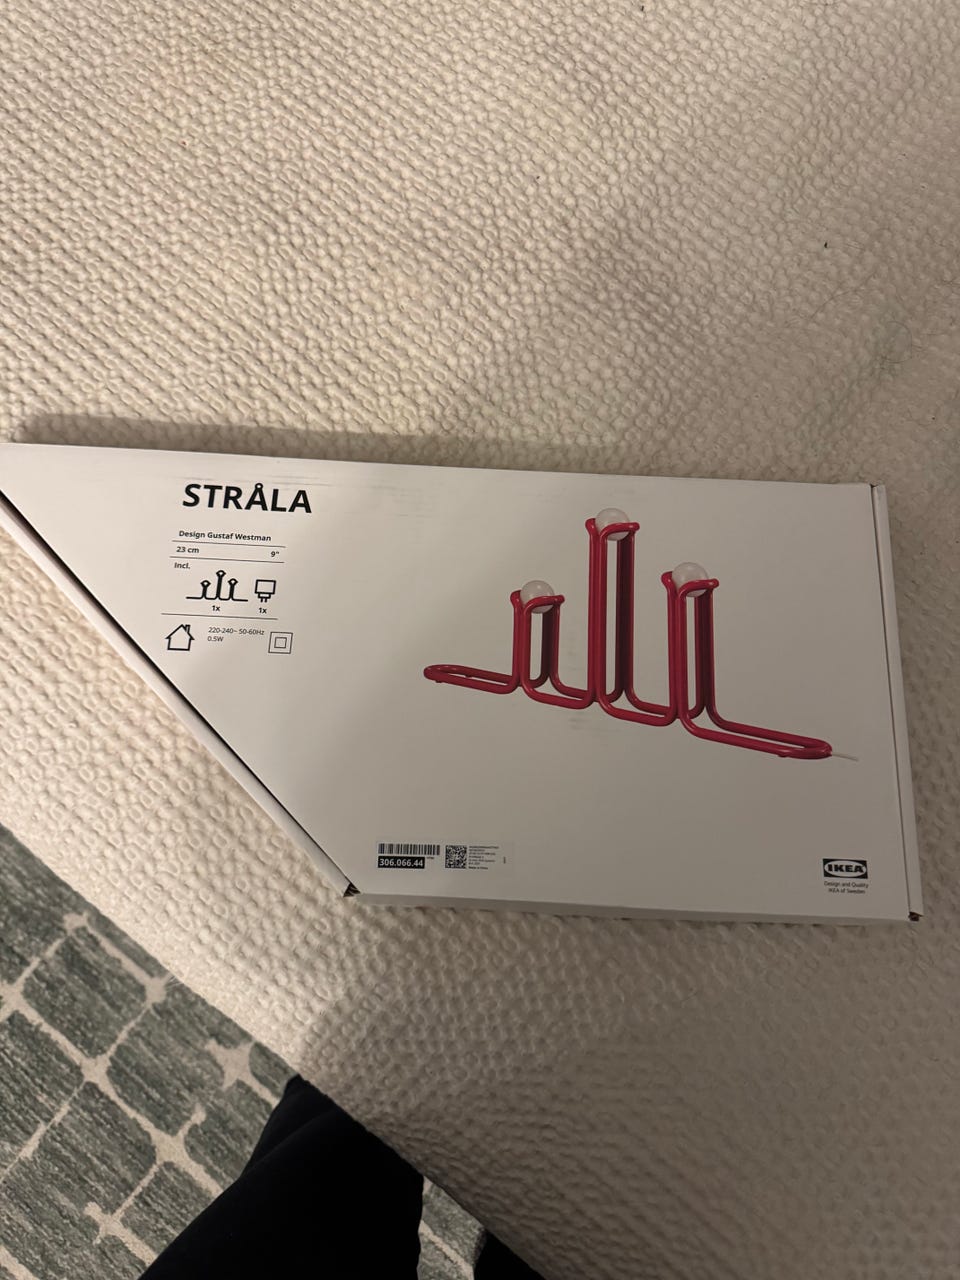 STRÅLA
Design Gustaf Westman
23 cm 9"
Incl.
1x 1x
220-240~ 50-60Hz
0.5W
306.066.44
IKEA
Design and Quality
IKEA of Sweden